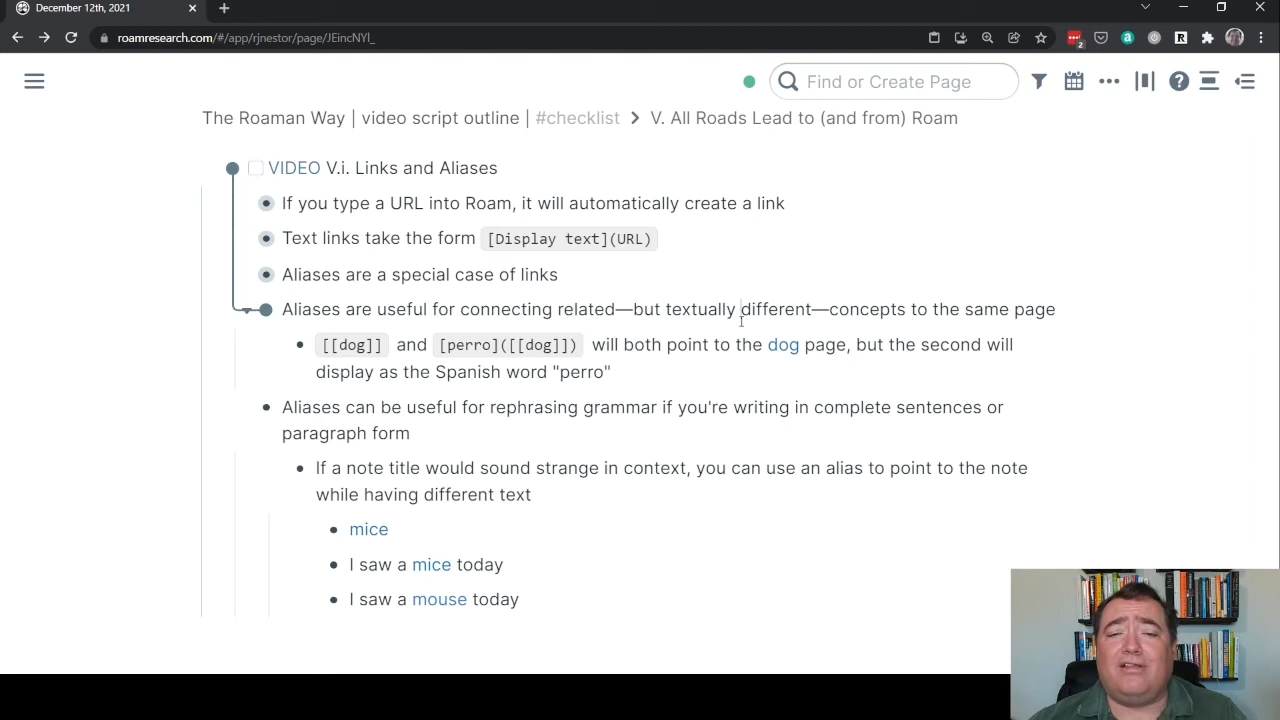 December 12th, 2021
roamresearch.com/#/app/rjnestor/page/JEincNYl_
2
R
Find or Create Page
The Roaman Way | video script outline | #checklist > V. All Roads Lead to (and from) Roam
VIDEO V.i. Links and Aliases
If you type a URL into Roam, it will automatically create a link
Text links take the form [Display text](URL)
Aliases are a special case of links
Aliases are useful for connecting related—but textually different—concepts to the same page
[[dog]] and [perro]([[dog]]) will both point to the dog page, but the second will
display as the Spanish word "perro"
Aliases can be useful for rephrasing grammar if you're writing in complete sentences or
paragraph form
If a note title would sound strange in context, you can use an alias to point to the note
while having different text
mice
I saw a mice today
I saw a mouse today